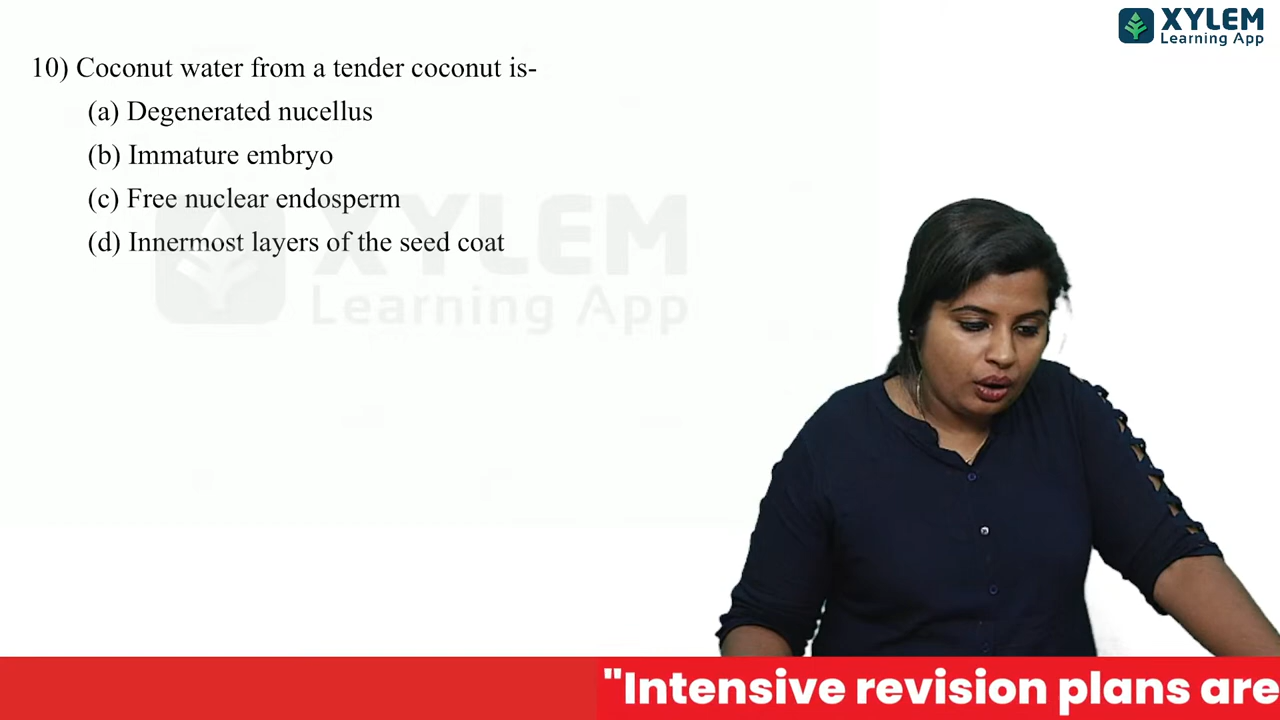 XYLEM
Learning App
10) Coconut water from a tender coconut is-
(a) Degenerated nucellus
(b) Immature embryo
(c) Free nuclear endosperm
(d) Innermost layers of the seed coat
XYLEM
Learning App
"Intensive revision plans are